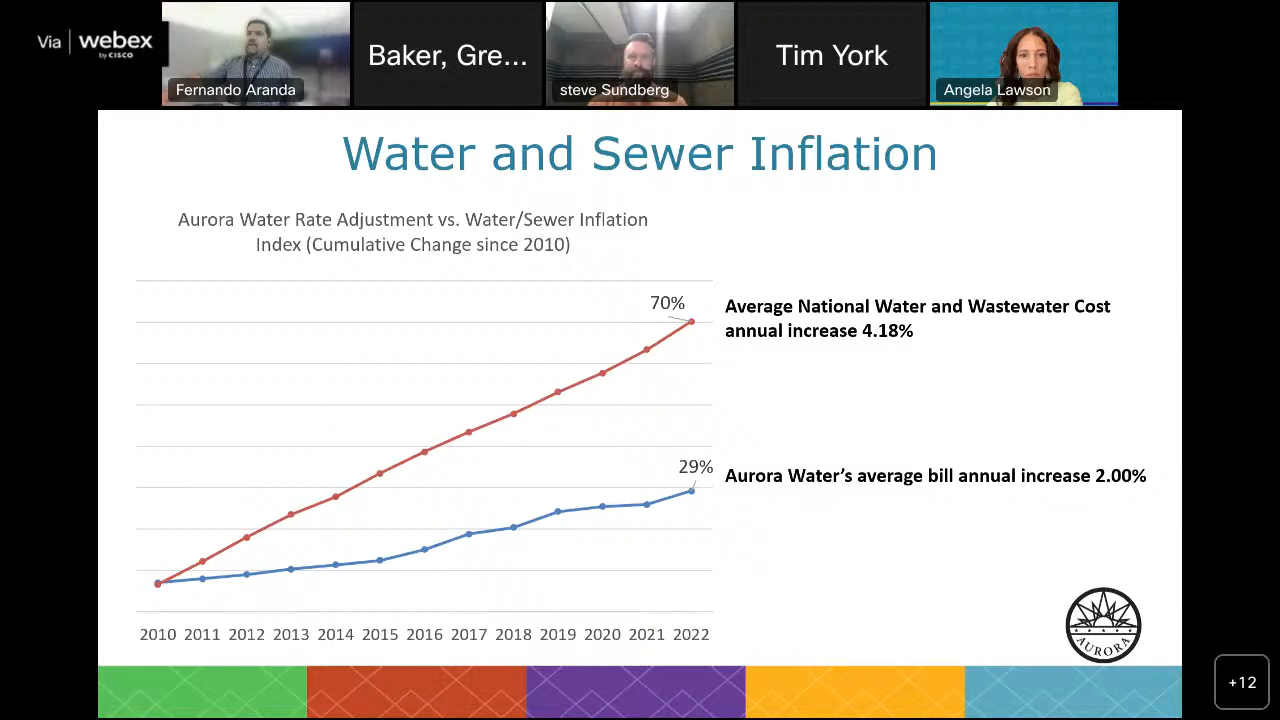 Via webex
by CISCO
Fernando Aranda
Baker, Gre...
steve Sundberg
Tim York
Angela Lawson
Water and Sewer Inflation
Aurora Water Rate Adjustment vs. Water/Sewer Inflation
Index (Cumulative Change since 2010)
70%
Average National Water and Wastewater Cost
annual increase 4.18%
29%
Aurora Water’s average bill annual increase 2.00%
2010 2011 2012 2013 2014 2015 2016 2017 2018 2019 2020 2021 2022
AURORA
+12